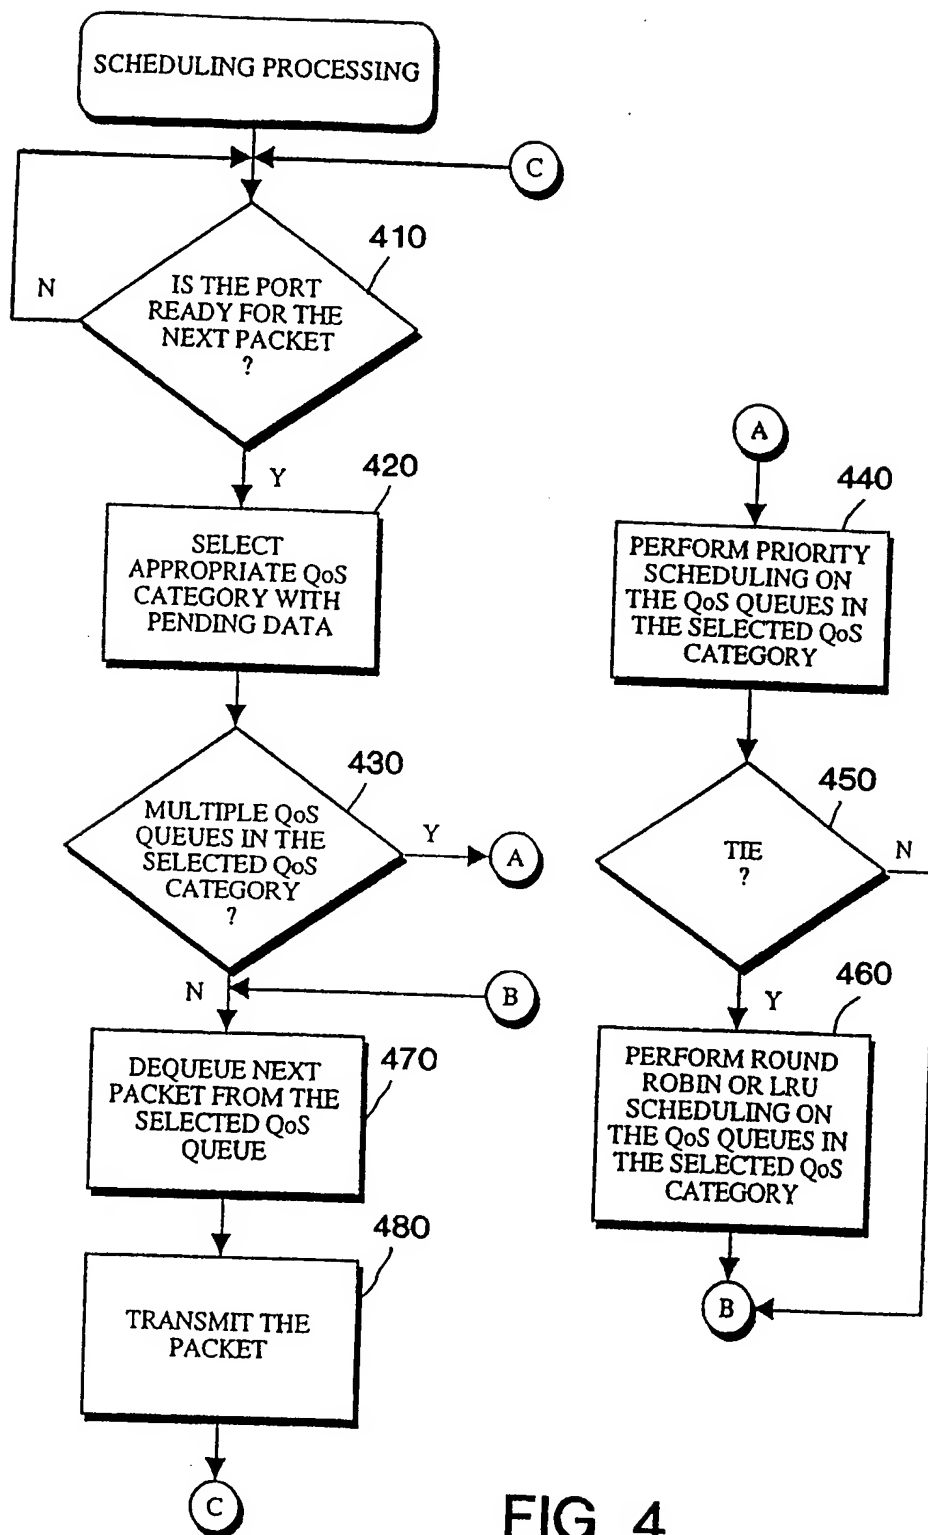 SCHEDULING PROCESSING
C
410
IS THE PORT
READY FOR THE
NEXT PACKET
?
N
Y
420
SELECT
APPROPRIATE QoS
CATEGORY WITH
PENDING DATA
430
MULTIPLE QoS
QUEUES IN THE
SELECTED QoS
CATEGORY
?
Y
A
N
B
470
DEQUEUE NEXT
PACKET FROM THE
SELECTED QoS
QUEUE
480
TRANSMIT THE
PACKET
C
A
440
PERFORM PRIORITY
SCHEDULING ON
THE QoS QUEUES IN
THE SELECTED QoS
CATEGORY
450
TIE
?
N
Y
460
PERFORM ROUND
ROBIN OR LRU
SCHEDULING ON
THE QoS QUEUES IN
THE SELECTED QoS
CATEGORY
B
FIG 4